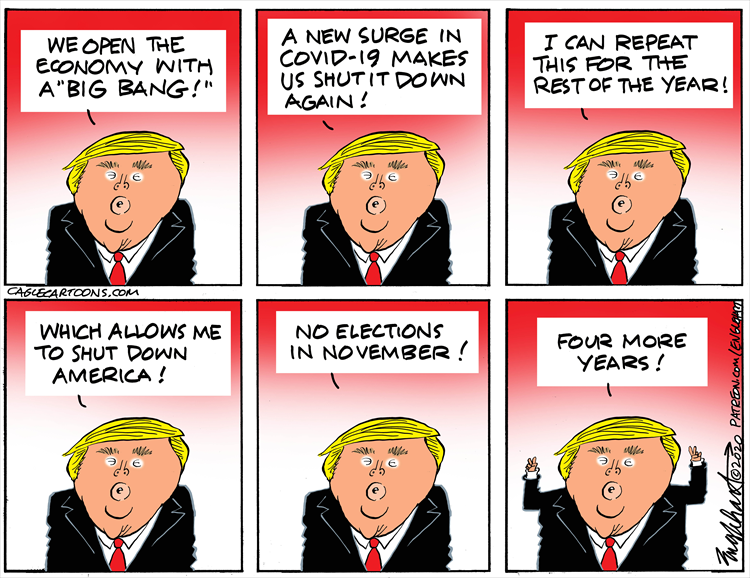 WE OPEN THE
ECONOMY WITH
A "BIG BANG!"
A NEW SURGE IN
COVID-19 MAKES
US SHUT IT DOWN
AGAIN!
I CAN REPEAT
THIS FOR THE
REST OF THE YEAR!
CAGLECARTOONS.COM
WHICH ALLOWS ME
TO SHUT DOWN
AMERICA!
NO ELECTIONS
IN NOVEMBER!
FOUR MORE
YEARS!
Englehart ©2020 PATREON.COM/ENGLEHART